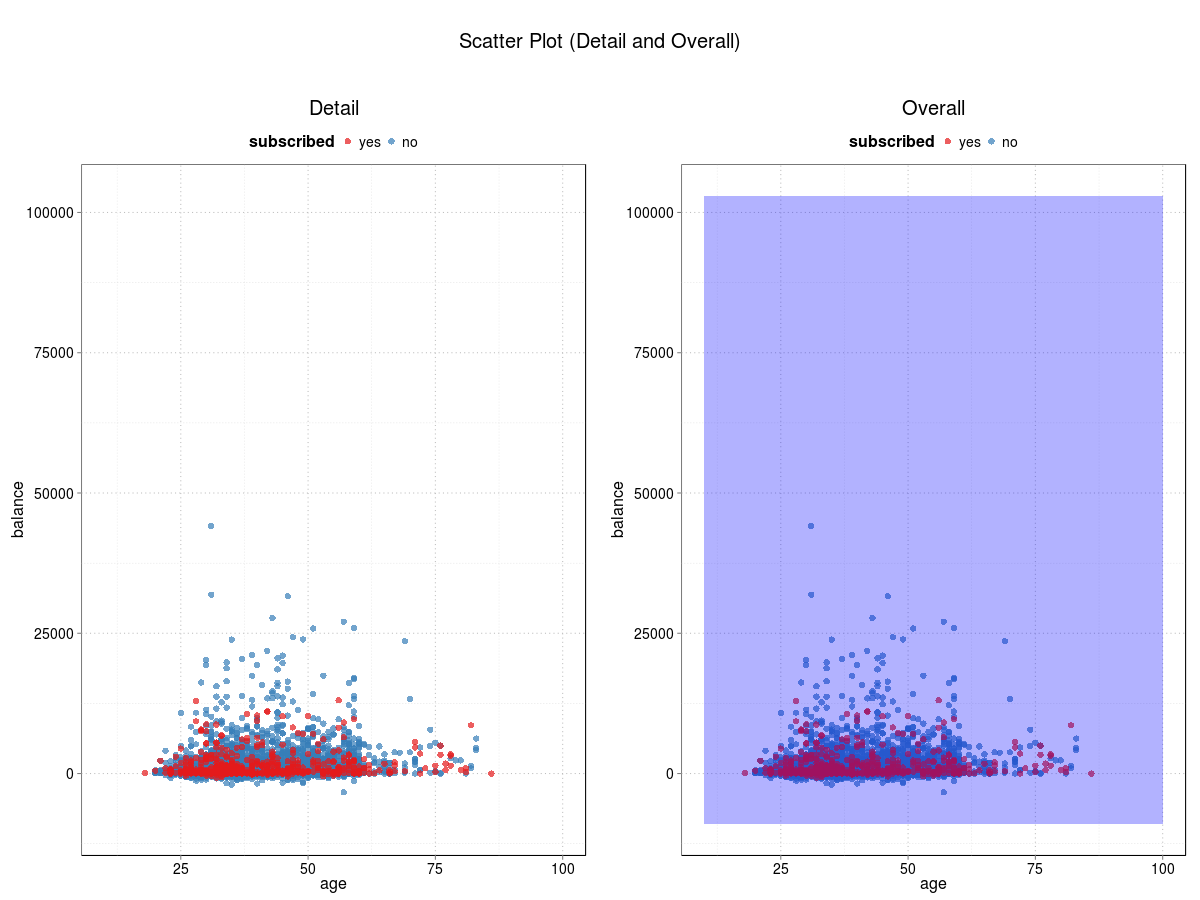 Scatter Plot (Detail and Overall)
Detail
subscribed yes no
100000
75000
50000
25000
0
balance
25 50 75 100
age
Overall
subscribed yes no
100000
75000
50000
25000
0
balance
25 50 75 100
age